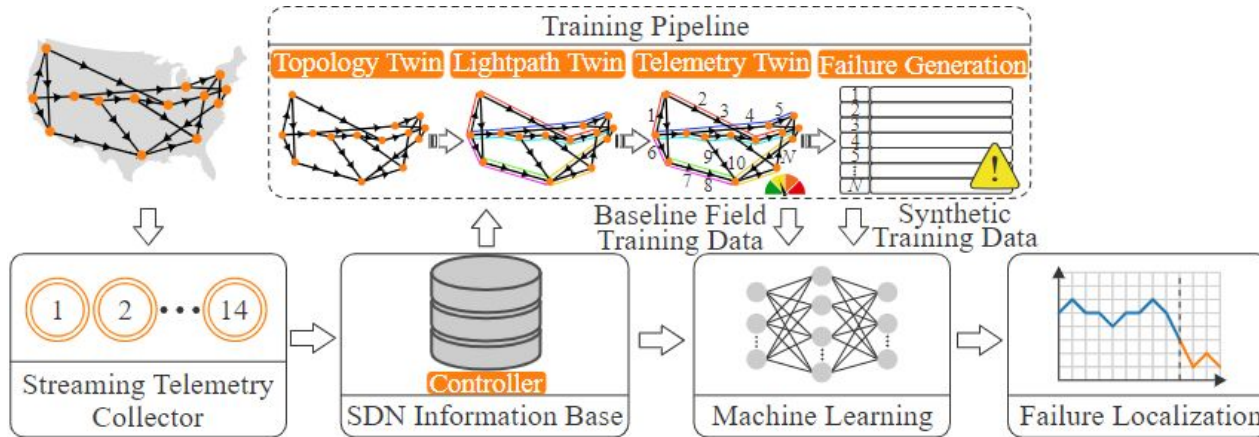 Training Pipeline
Topology Twin
Lightpath Twin
Telemetry Twin
Failure Generation
1
2
3
4
5
6
7
8
9
10
N
1
2
3
4
5
N
!
Baseline Field
Training Data
Synthetic
Training Data
1 2 ••• 14
Streaming Telemetry
Collector
Controller
SDN Information Base
Machine Learning
Failure Localization